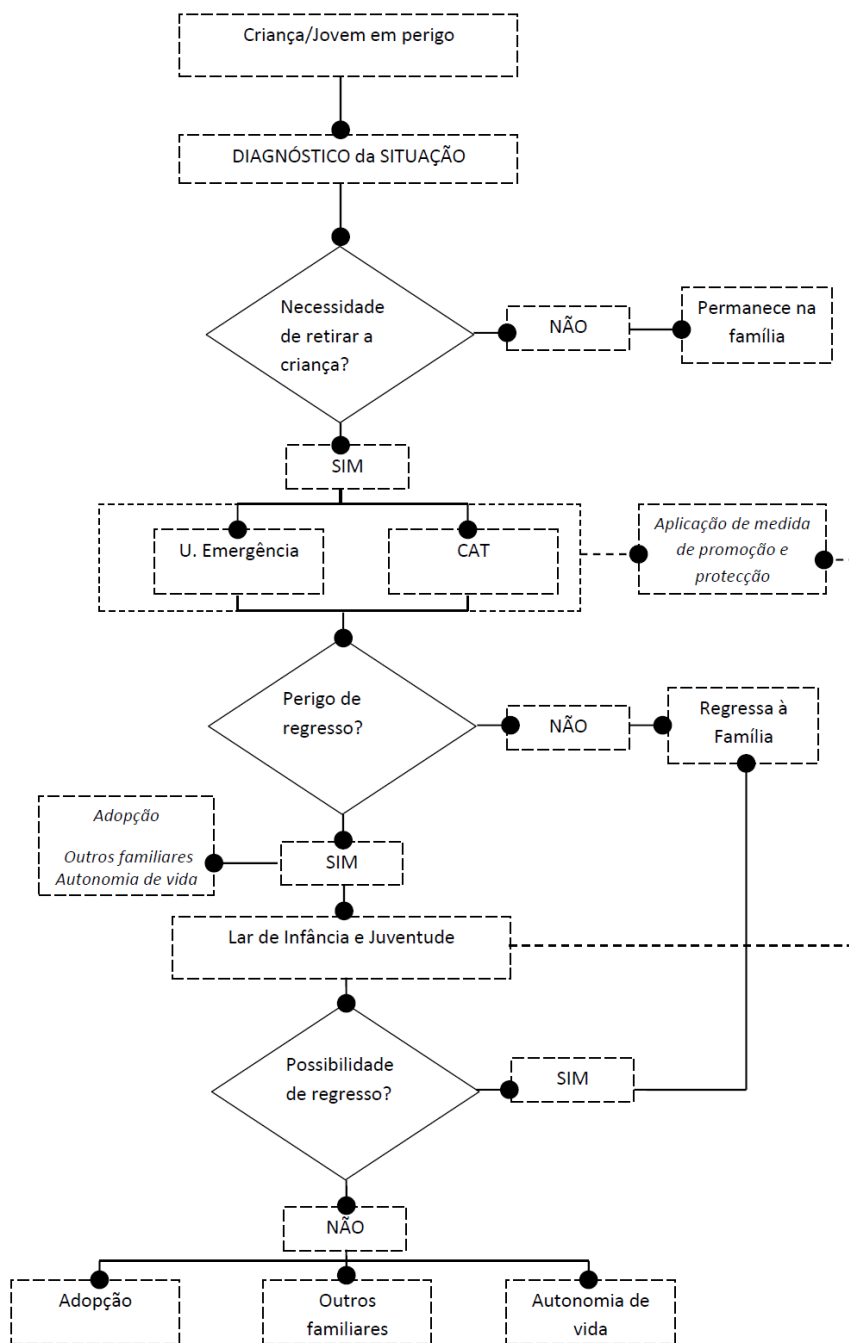 Criança/Jovem em perigo
DIAGNÓSTICO da SITUAÇÃO
Necessidade
de retirar a
criança?
NÃO
Permanece na
família
SIM
U. Emergência
CAT
Aplicação de medida
de promoção e
protecção
Perigo de
regresso?
NÃO
Regressa à
Família
Adopção
Outros familiares
Autonomia de vida
SIM
Lar de Infância e Juventude
Possibilidade
de regresso?
SIM
NÃO
Adopção
Outros
familiares
Autonomia de
vida